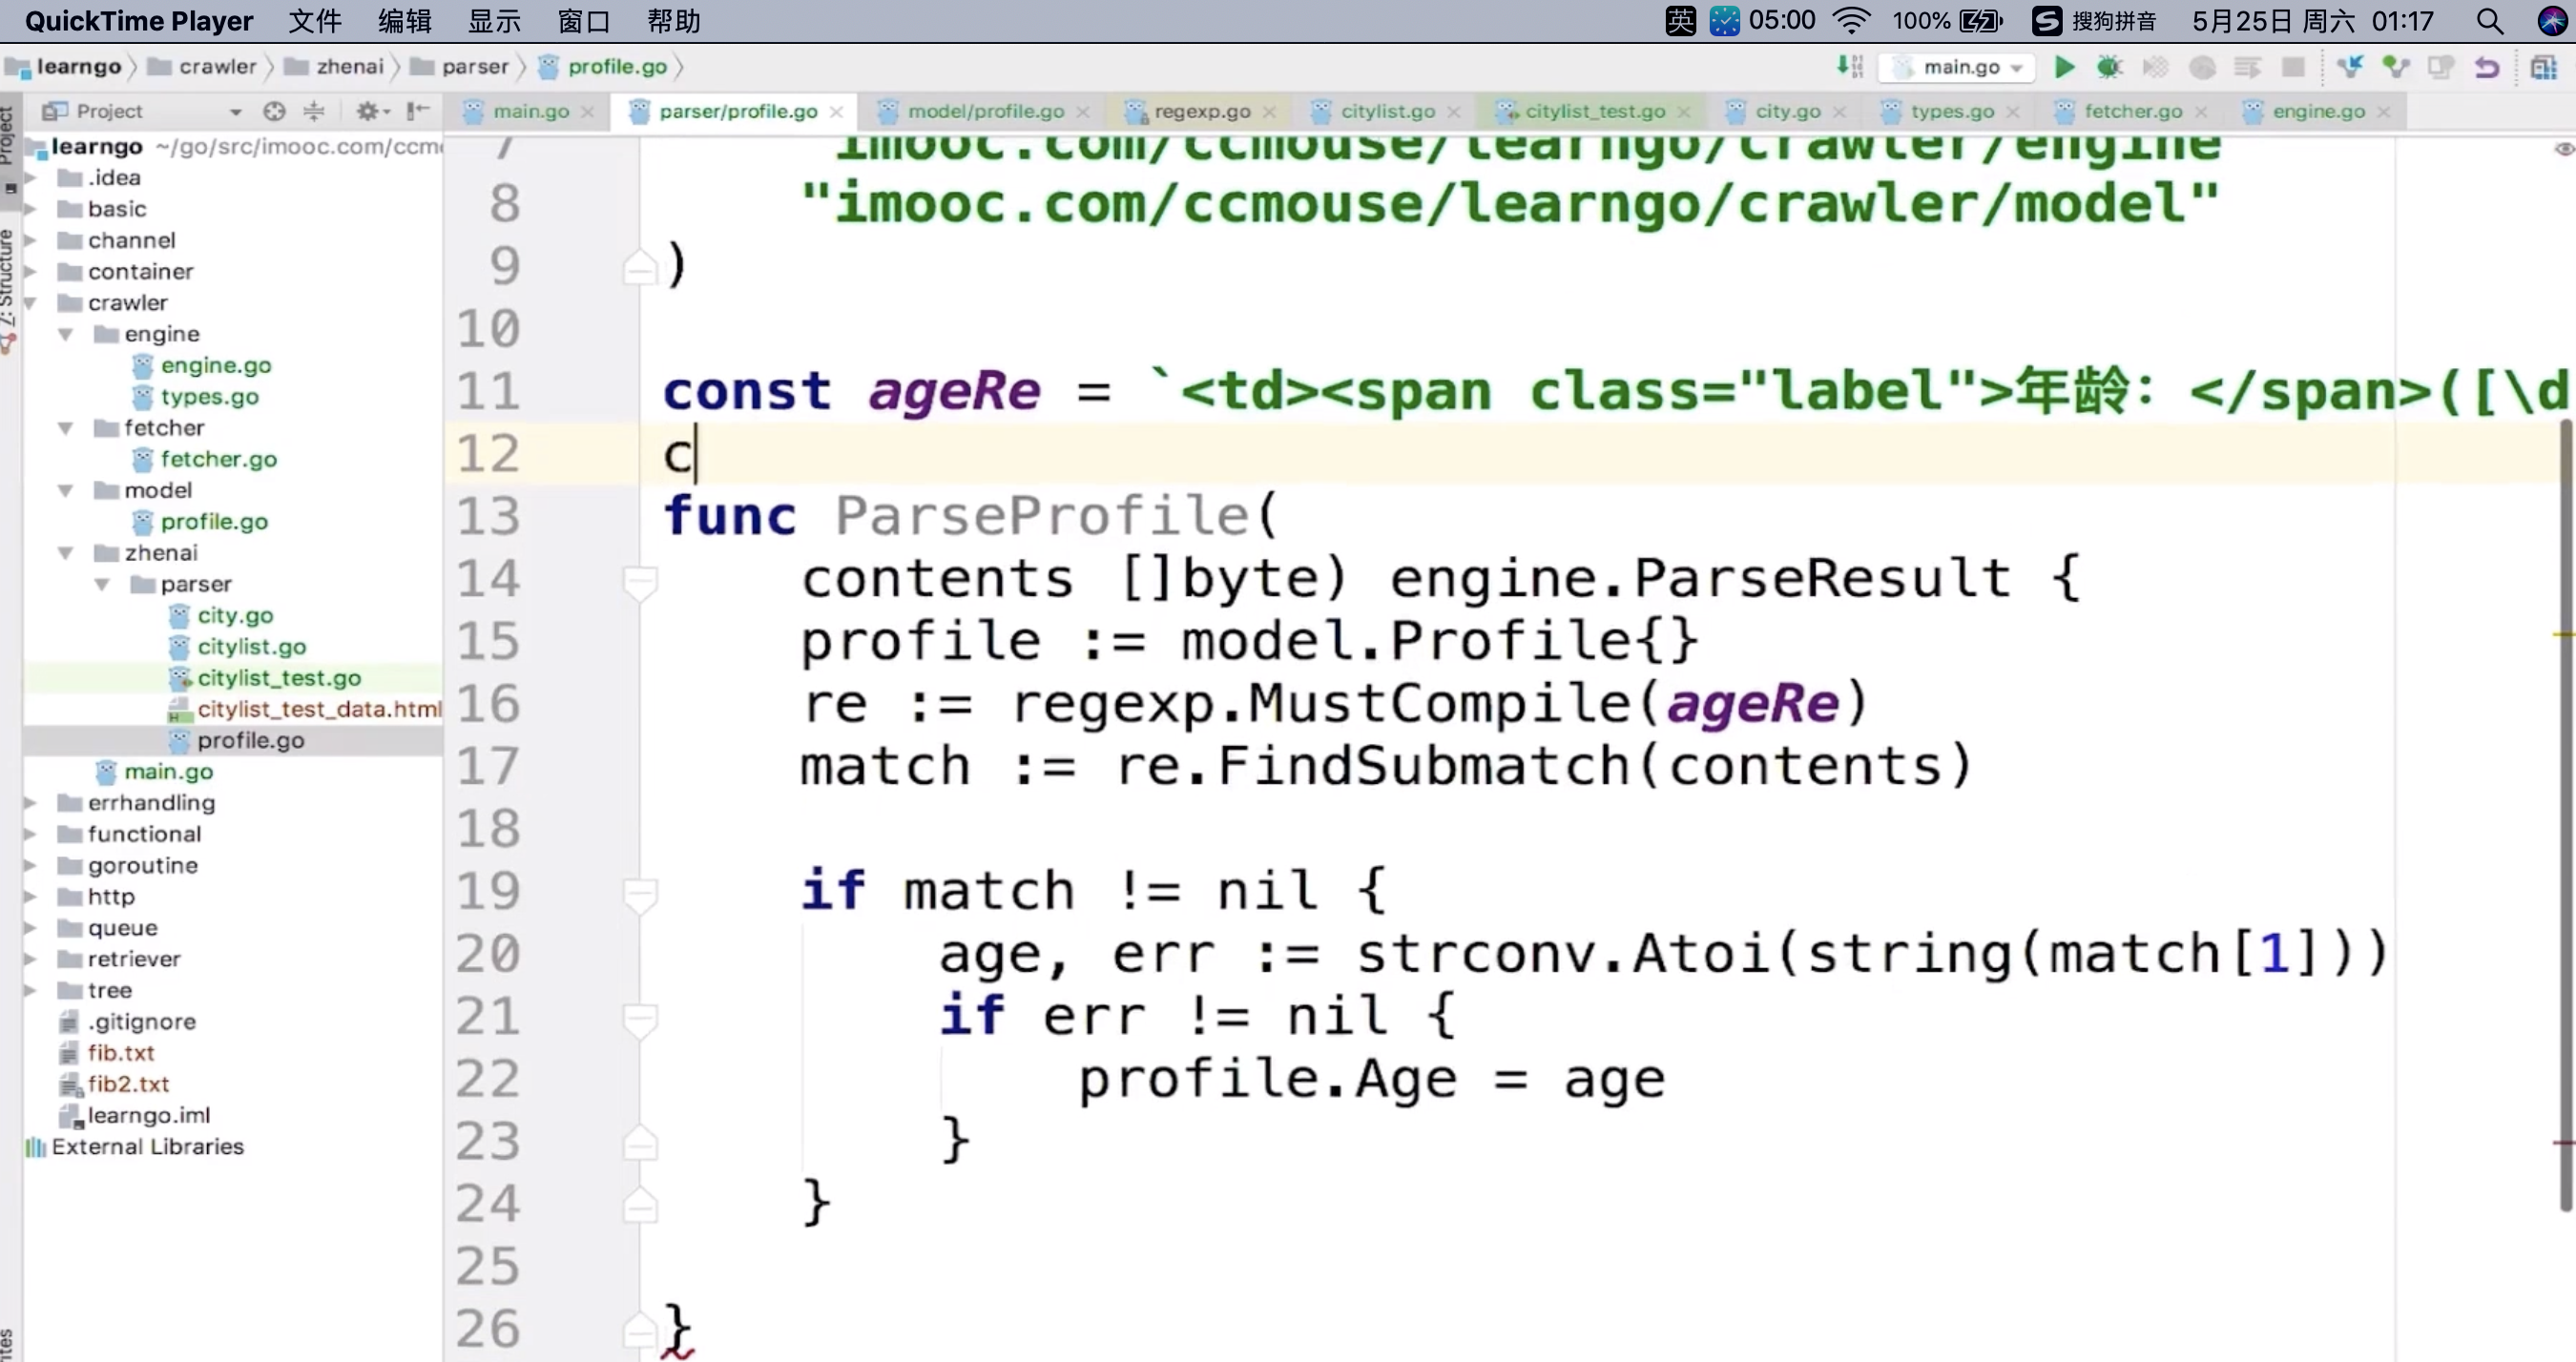 QuickTime Player 文件 编辑 显示 窗口 帮助 英 05:00 100% 搜狗拼音 5月25日 周六 01:17
learngo crawler zhenai parser profile.go main.go
Project main.go parser/profile.go model/profile.go regexp.go citylist.go citylist_test.go city.go types.go fetcher.go engine.go
Project
Z: Structure
learngo ~/go/src/imooc.com/ccm
.idea
basic
channel
container
crawler
engine
engine.go
types.go
fetcher
fetcher.go
model
profile.go
zhenai
parser
city.go
citylist.go
citylist_test.go
citylist_test_data.html
profile.go
main.go
errhandling
functional
goroutine
http
queue
retriever
tree
.gitignore
fib.txt
fib2.txt
learngo.iml
External Libraries
7 imooc.com/ccmouse/learngo/crawler/engine
8 "imooc.com/ccmouse/learngo/crawler/model"
9 )
10
11 const ageRe = `<td><span class="label">年龄：</span>([\d
12 c
13 func ParseProfile(
14 contents []byte) engine.ParseResult {
15 profile := model.Profile{}
16 re := regexp.MustCompile(ageRe)
17 match := re.FindSubmatch(contents)
18
19 if match != nil {
20 age, err := strconv.Atoi(string(match[1]))
21 if err != nil {
22 profile.Age = age
23 }
24 }
25
26 }